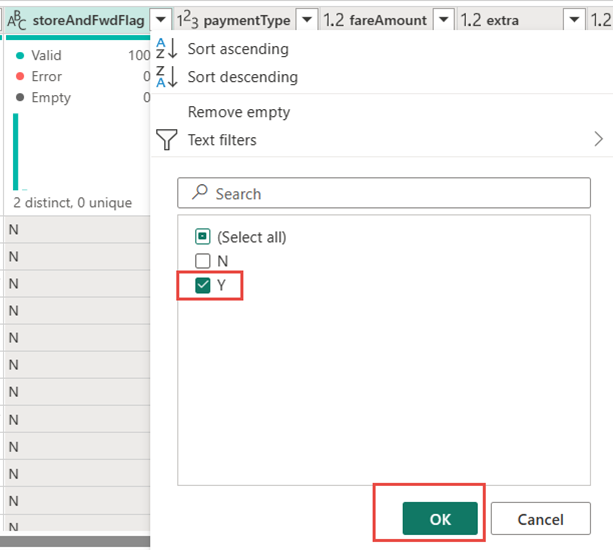 ABC storeAndFwdFlag 123 paymentType 1.2 fareAmount 1.2 extra 1.2
Valid 100
Error 0
Empty 0
2 distinct, 0 unique
N
N
N
N
N
N
N
N
N
N
N
N
AZ Sort ascending
ZA Sort descending
Remove empty
Text filters
Search
(Select all)
N
Y
OK Cancel